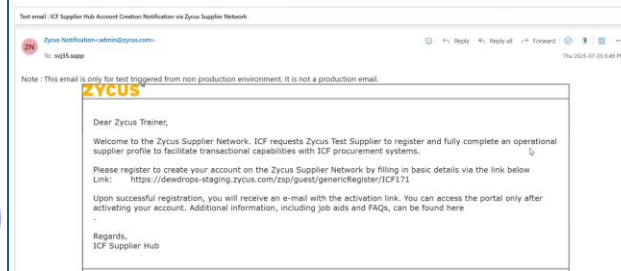 Test email : ICF Supplier Hub Account Creation Notification via Zycus Supplier Network
ZN
Zycus Notification<admin@zycus.com>
Reply
Reply all
Forward
To: svj35.supp
Thu 2025-07-03 6:49 PM
Note : This email is only for test triggered from non production environment. It is not a production email.
ZYCUS
Dear Zycus Trainer,
Welcome to the Zycus Supplier Network. ICF requests Zycus Test Supplier to register and fully complete an operational
supplier profile to facilitate transactional capabilities with ICF procurement systems.
Please register to create your account on the Zycus Supplier Network by filling in basic details via the link below
Link: https://dewdrops-staging.zycus.com/zsp/guest/genericRegister/ICF171
Upon successful registration, you will receive an e-mail with the activation link. You can access the portal only after
activating your account. Additional information, including job aids and FAQs, can be found here
.
Regards,
ICF Supplier Hub